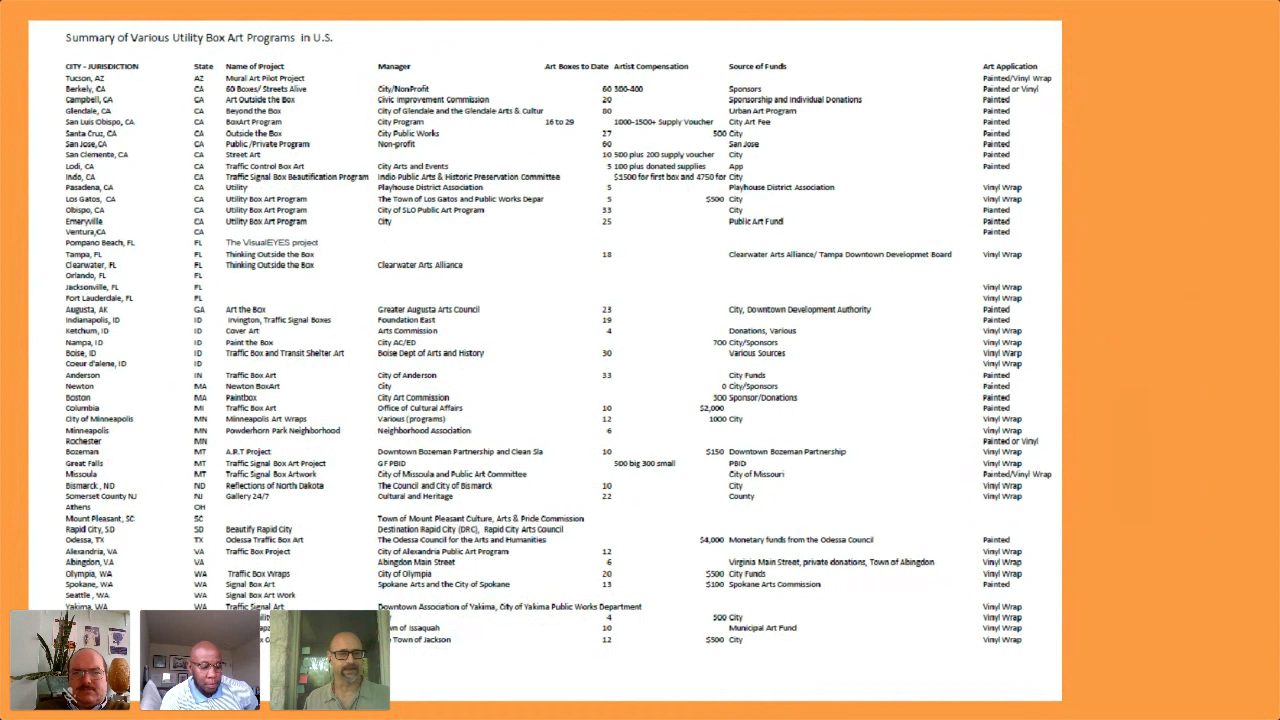 Summary of Various Utility Box Art Programs in U.S.
CITY - JURISDICTION State Name of Project Manager Art Boxes to Date Artist Compensation Source of Funds Art Application
Tucson, AZ AZ Mural Art Pilot Project Painted/Vinyl Wrap
Berkely, CA CA 60 Boxes/ Streets Alive City/NonProfit 60 300-400 Sponsors Painted or Vinyl
Campbell, CA CA Art Outside the Box Civic Improvement Commission 20 Sponsorship and Individual Donations Painted
Glendale, CA CA Beyond the Box City of Glendale and the Glendale Arts & Cultur 80 Urban Art Program Painted
San Luis Obispo, CA CA BoxArt Program City Program 16 to 29 1000-1500+ Supply Voucher City Art Fee Painted
Santa Cruz, CA CA Outside the Box City Public Works 27 500 City Painted
San Jose,CA CA Public /Private Program Non-profit 60 San Jose Painted
San Clemente, CA CA Street Art 10 500 plus 200 supply voucher City Painted
Lodi, CA CA Traffic Control Box Art City Arts and Events 5 100 plus donated supplies App Painted
Indo, CA CA Traffic Signal Box Beautification Program Indio Public Arts & Historic Preservation Committee $1500 for first box and 4750 for City
Pasadena, CA CA Utility Playhouse District Association 5 Playhouse District Association Vinyl Wrap
Los Gatos, CA CA Utility Box Art Program The Town of Los Gatos and Public Works Depar 5 $500 City Vinyl Wrap
Obispo, CA CA Utility Box Art Program City of SLO Public Art Program 33 City Planted
Emeryville CA Utility Box Art Program City 25 Public Art Fund Vinyl Wrap
Ventura,CA CA Painted
Pompano Beach, FL FL The VisualEYES project
Tampa, FL FL Thinking Outside the Box 18 Clearwater Arts Alliance/ Tampa Downtown Developmet Board Vinyl Wrap
Clearwater, FL FL Thinking Outside the Box Clearwater Arts Alliance
Orlando, FL FL
Jacksonville, FL FL Vinyl Wrap
Fort Lauderdale, FL FL Vinyl Wrap
Augusta, AK GA Art the Box Greater Augusta Arts Council 23 City, Downtown Development Authority Painted
Indianapolis, ID ID Irvington, Traffic Signal Boxes Foundation East 19 Painted
Ketchum, ID ID Cover Art Arts Commission 4 Donations, Various Vinyl Wrap
Nampa, ID ID Paint the Box City AC/ED 700 City/Sponsors Vinyl Wrap
Boise, ID ID Traffic Box and Transit Shelter Art Boise Dept of Arts and History 30 Various Sources Vinyl Warp
Coeur d'alene, ID ID Vinyl Wrap
Anderson IN Traffic Box Art City of Anderson 33 City Funds Painted
Newton MA Newton BoxArt City 0 City/Sponsors Painted
Boston MA Paintbox City Art Commission 300 Sponsor/Donations Painted
Columbia MI Traffic Box Art Office of Cultural Affairs 10 $2,000 Painted
City of Minneapolis MN Minneapolis Art Wraps Various (programs) 12 1000 City Vinyl Wrap
Minneapolis MN Powderhorn Park Neighborhood Neighborhood Association 6 Vinyl Wrap
Rochester MN Painted or Vinyl
Bozeman MT A.R.T Project Downtown Bozeman Partnership and Clean Sla 10 $150 Downtown Bozeman Partnership Vinyl Wrap
Great Falls MT Traffic Signal Box Art Project GF PBID 500 big 300 small PBID Vinyl Wrap
Missoula MT Traffic Signal Box Artwork City of Missoula and Public Art Committee City of Missouri Painted/Vinyl Wrap
Bismarck , ND ND Reflections of North Dakota The Council and City of Bismarck 10 City Vinyl Wrap
Somerset County NJ NJ Gallery 24/7 Cultural and Heritage 22 County Vinyl Wrap
Athens OH
Mount Pleasant, SC SC Town of Mount Pleasant Culture, Arts & Pride Commission
Rapid City, SD SD Beautify Rapid City Destination Rapid City (DRC), Rapid City Arts Council
Odessa, TX TX Odessa Traffic Box Art The Odessa Council for the Arts and Humanities $4,000 Monetary funds from the Odessa Council Painted
Alexandria, VA VA Traffic Box Project City of Alexandria Public Art Program 12 Vinyl Wrap
Abingdon, VA VA Abingdon Main Street 6 Virginia Main Street, private donations, Town of Abingdon Vinyl Wrap
Olympia, WA WA Traffic Box Wraps City of Olympia 20 $500 City Funds Vinyl Wrap
Spokane, WA WA Signal Box Art Spokane Arts and the City of Spokane 13 $100 Spokane Arts Commission Painted
Seattle , WA WA Signal Box Art Work
Yakima, WA WA Traffic Signal Art Downtown Association of Yakima, City of Yakima Public Works Department Vinyl Wrap
4 500 City Vinyl Wrap
of Issaquah 10 Municipal Art Fund Vinyl Wrap
Town of Jackson 12 $500 City Vinyl Wrap